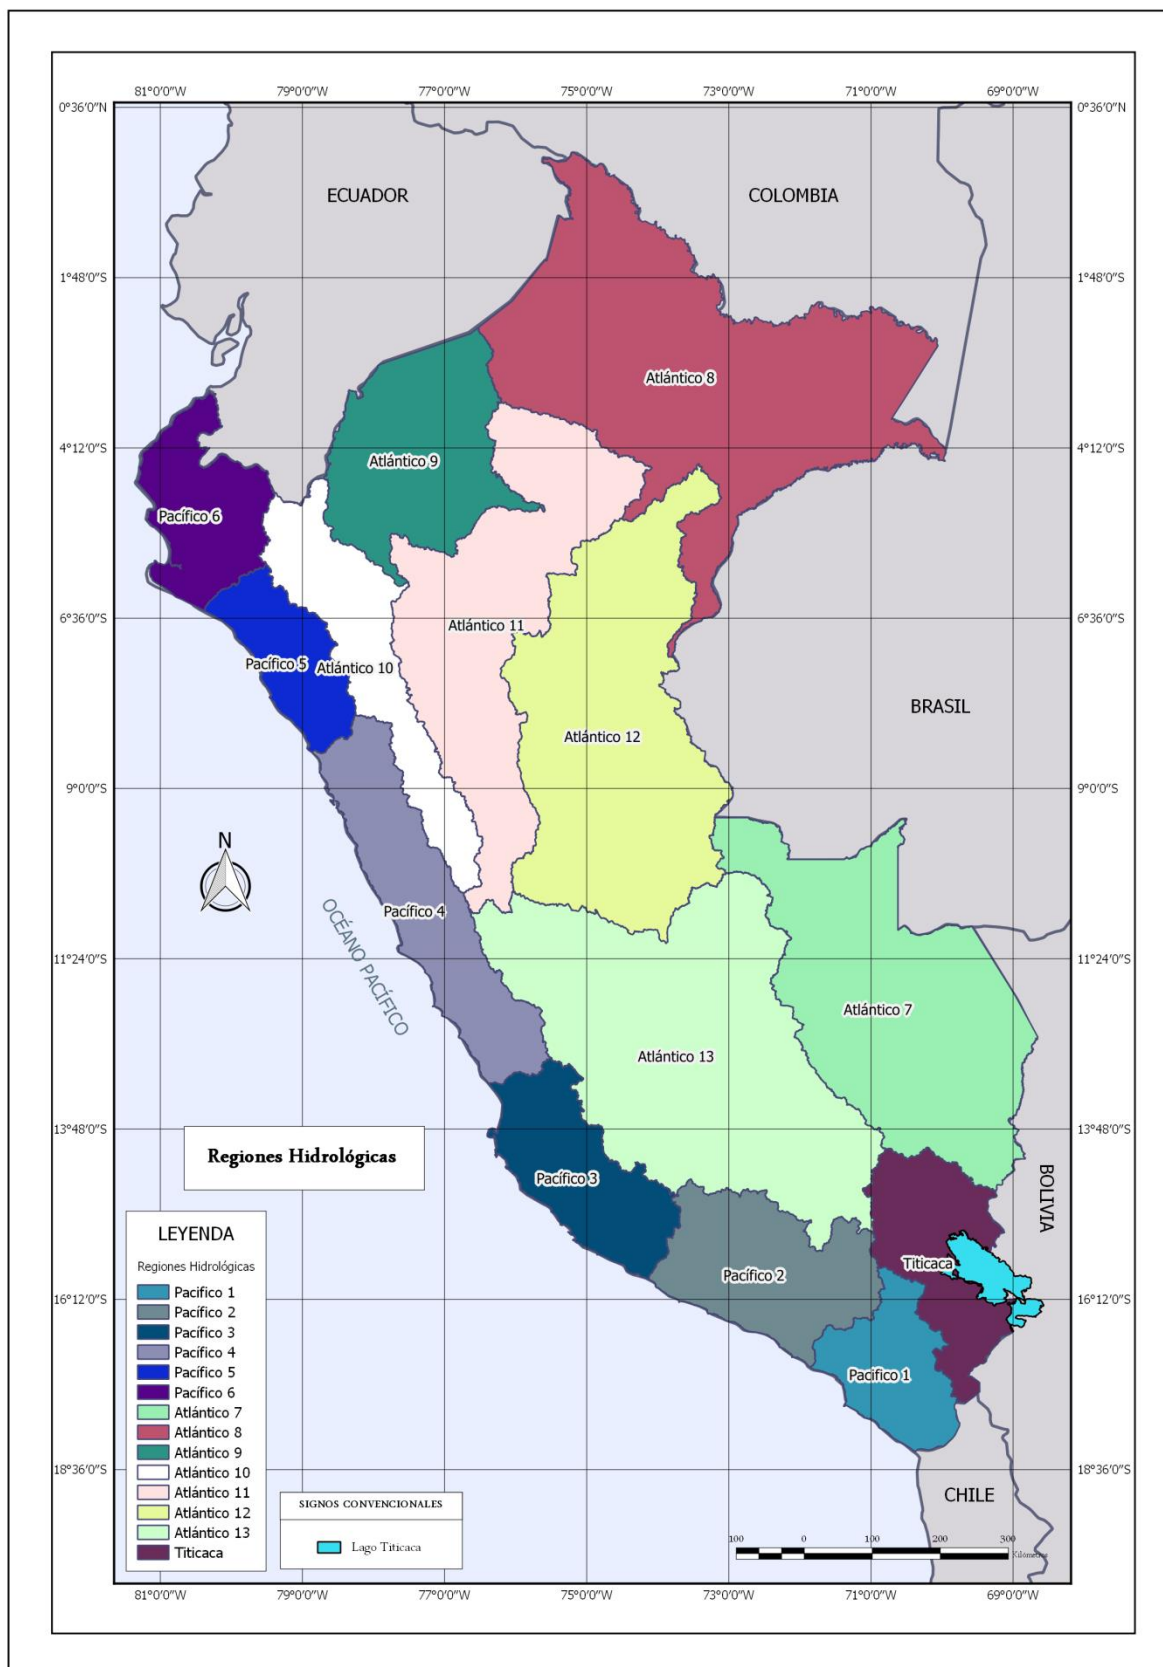 81°0'0"W 79°0'0"W 77°0'0"W 75°0'0"W 73°0'0"W 71°0'0"W 69°0'0"W
0°36'0"N 0°36'0"N
ECUADOR COLOMBIA
1°48'0"S 1°48'0"S
Atlántico 8
4°12'0"S 4°12'0"S
Atlántico 9
Pacífico 6
6°36'0"S 6°36'0"S
Atlántico 11
Pacífico 5
Atlántico 10
BRASIL
Atlántico 12
9°0'0"S 9°0'0"S
N
Pacífico 4
OCÉANO PACÍFICO
11°24'0"S 11°24'0"S
Atlántico 7
Atlántico 13
13°48'0"S 13°48'0"S
Regiones Hidrológicas
Pacífico 3
BOLIVIA
Titicaca
Pacífico 2
16°12'0"S 16°12'0"S
Pacifico 1
18°36'0"S 18°36'0"S
CHILE
LEYENDA
Regiones Hidrológicas
Pacifico 1
Pacífico 2
Pacífico 3
Pacífico 4
Pacífico 5
Pacífico 6
Atlántico 7
Atlántico 8
Atlántico 9
Atlántico 10
Atlántico 11
Atlántico 12
Atlántico 13
Titicaca
SIGNOS CONVENCIONALES
Lago Titicaca
100 0 100 200 300
Kilómetros
81°0'0"W 79°0'0"W 77°0'0"W 75°0'0"W 73°0'0"W 71°0'0"W 69°0'0"W